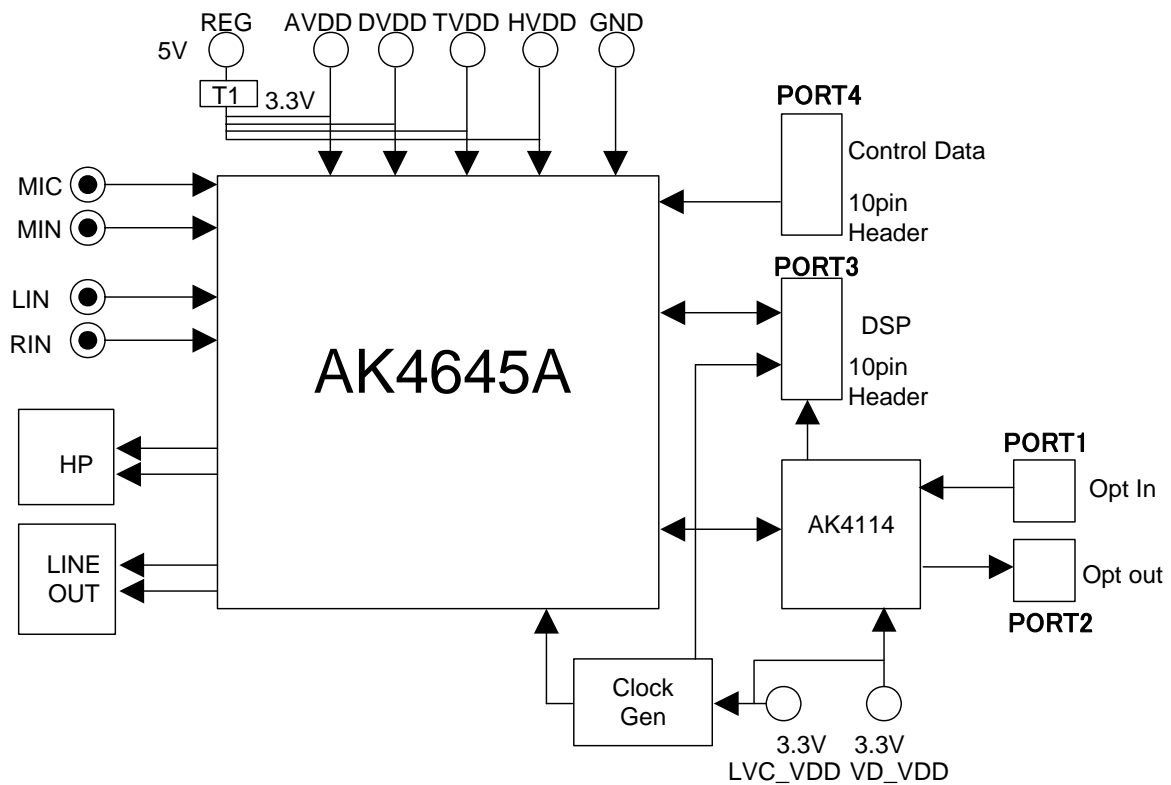 REG AVDD DVDD TVDD HVDD GND
5V
T1 3.3V
PORT4
Control Data
10pin
Header
MIC
MIN
LIN
RIN
PORT3
DSP
10pin
Header
AK4645A
HP
LINE
OUT
PORT1
Opt In
AK4114
Opt out
PORT2
Clock
Gen
3.3V 3.3V
LVC_VDD VD_VDD